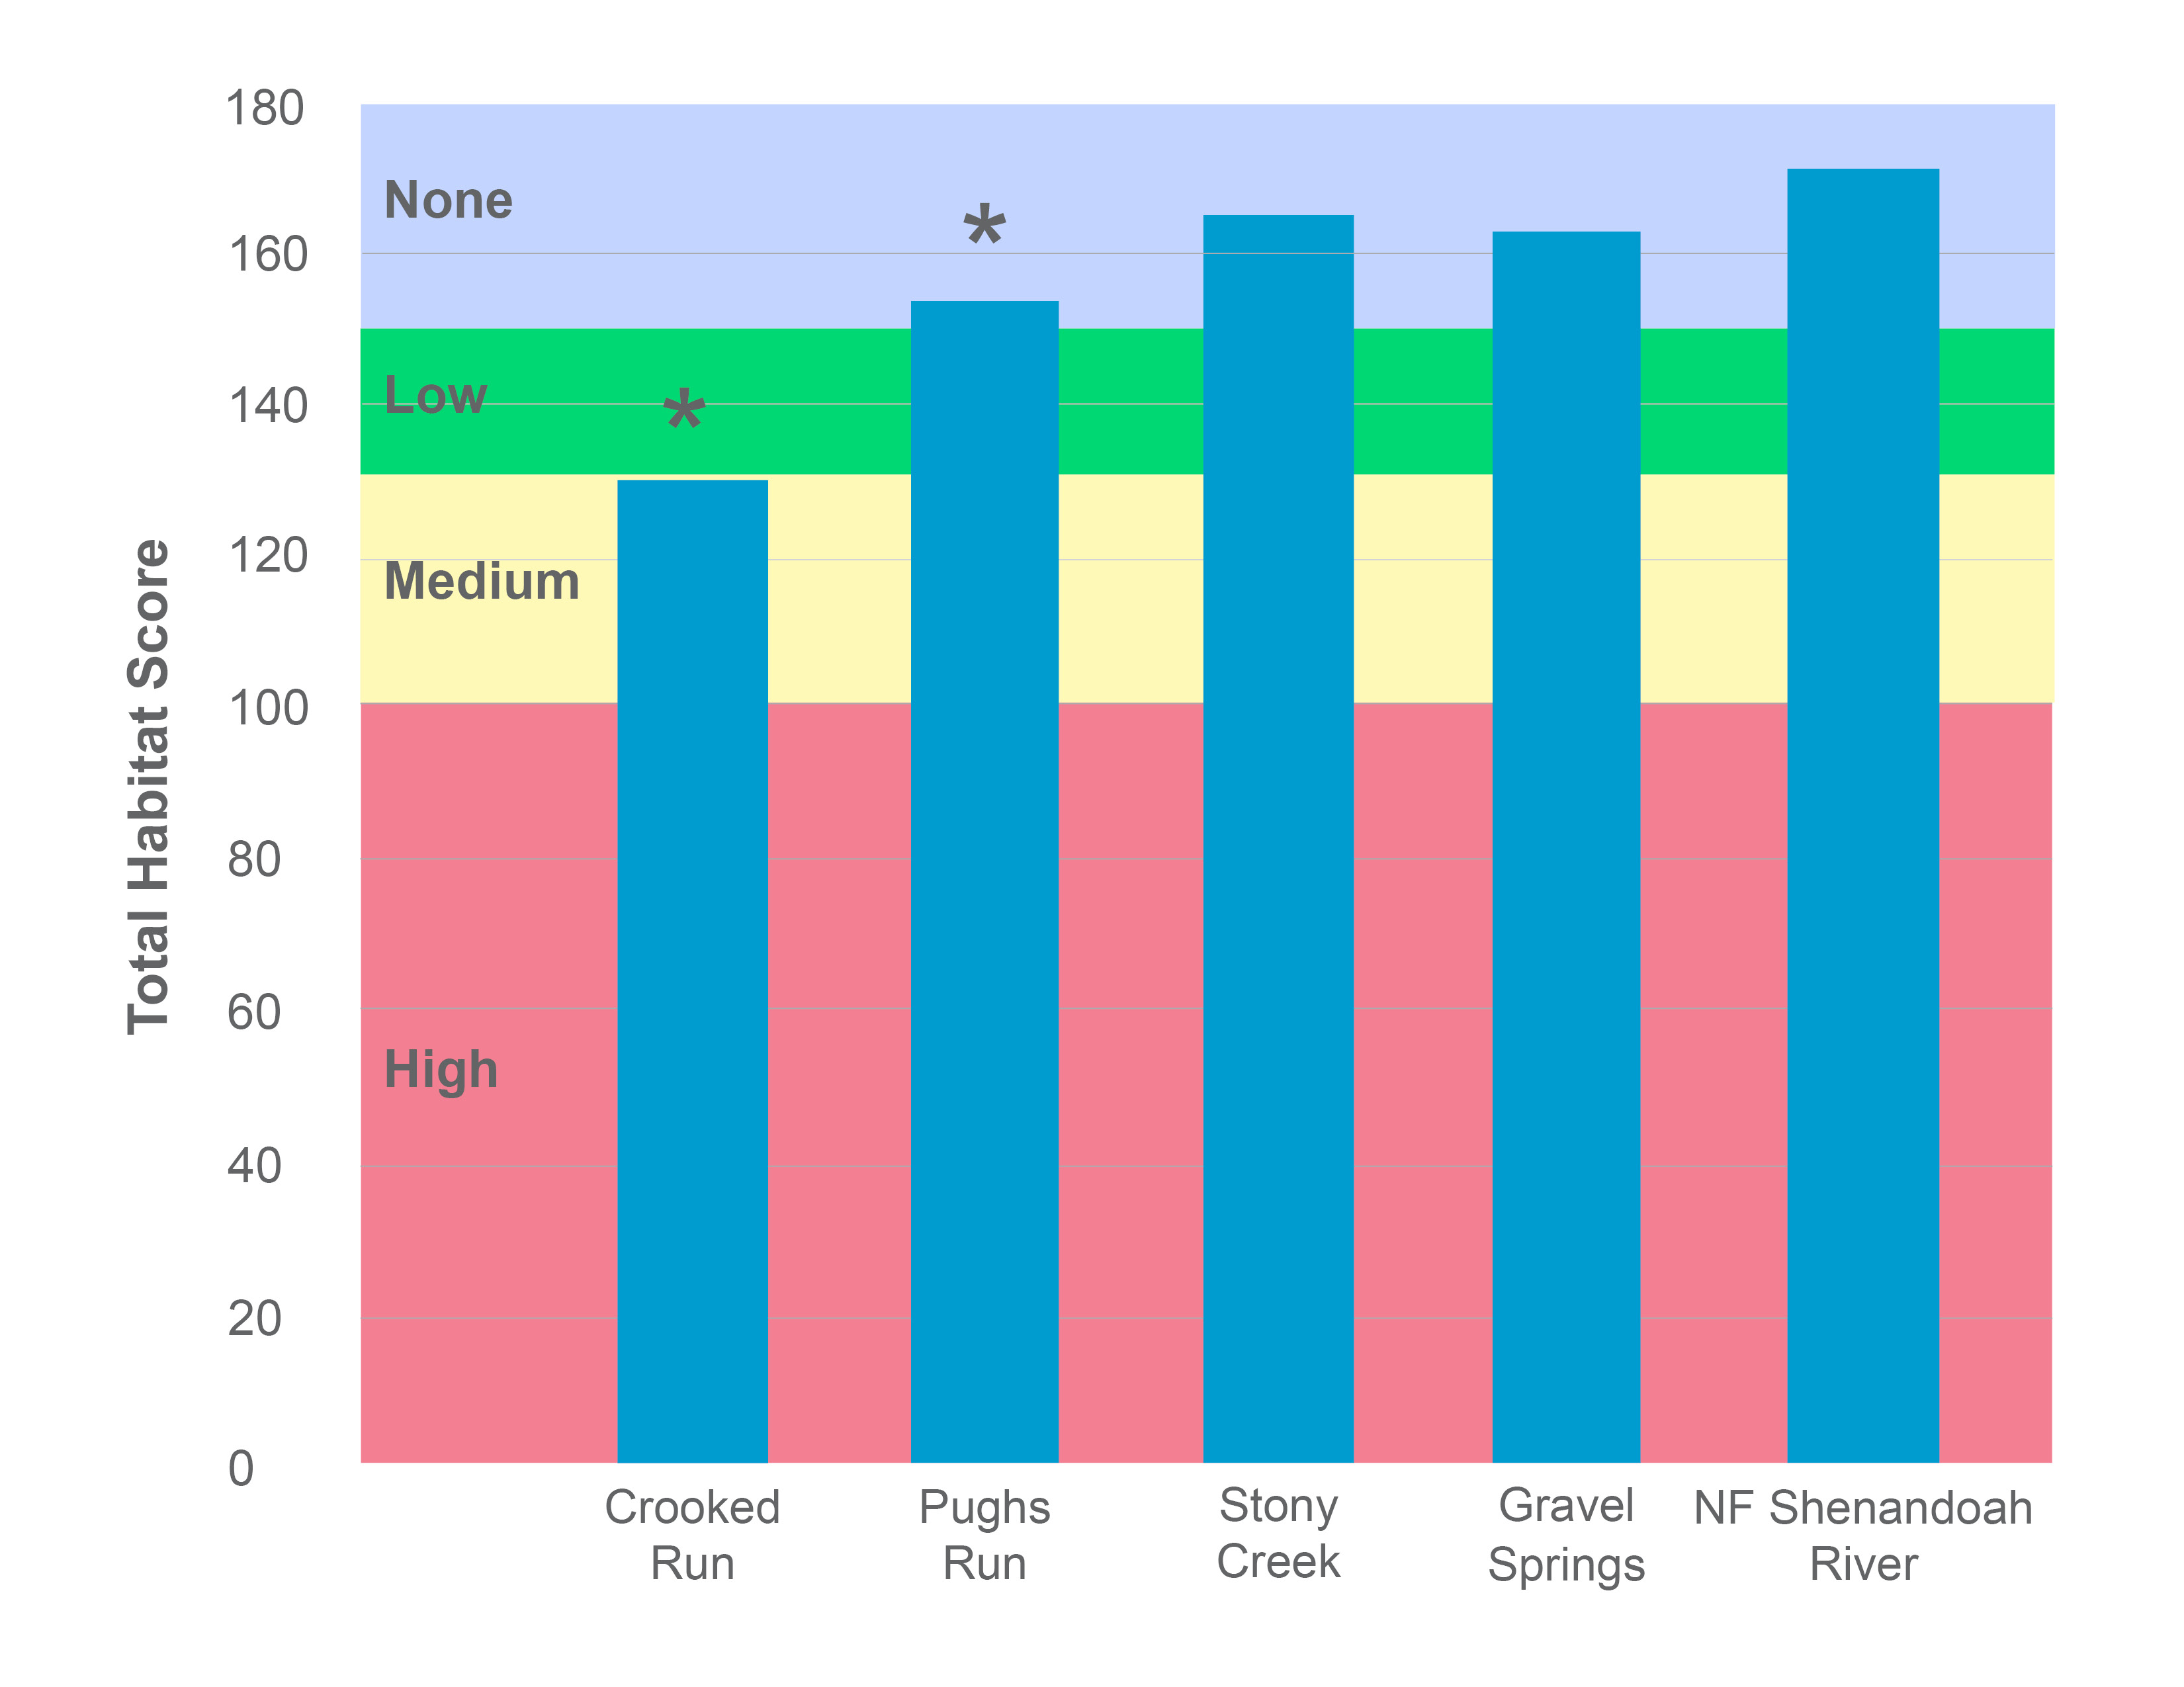 Total Habitat Score
180
160
140
120
100
80
60
40
20
0
None
Low
Medium
High
*
*
Crooked
Run
Pughs
Run
Stony
Creek
Gravel
Springs
NF Shenandoah
River